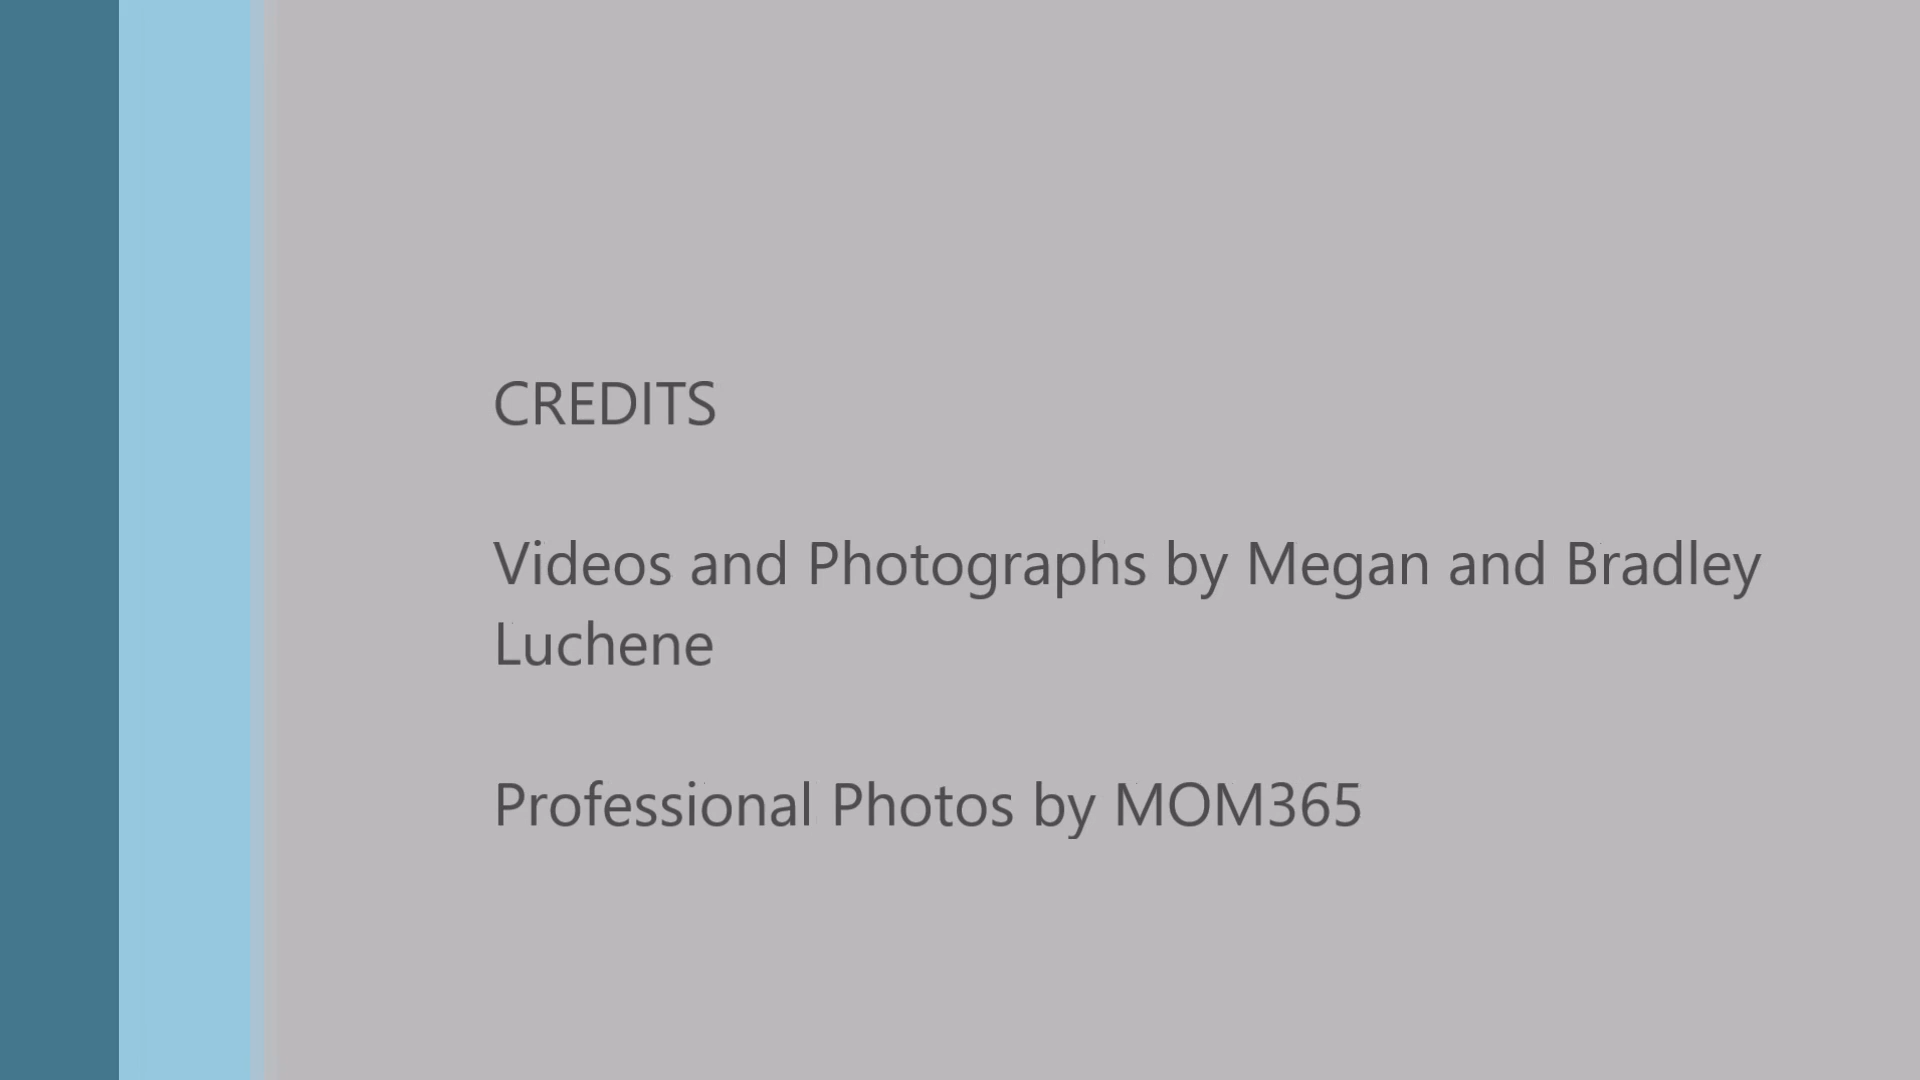 CREDITS
Videos and Photographs by Megan and Bradley
Luchene
Professional Photos by MOM365